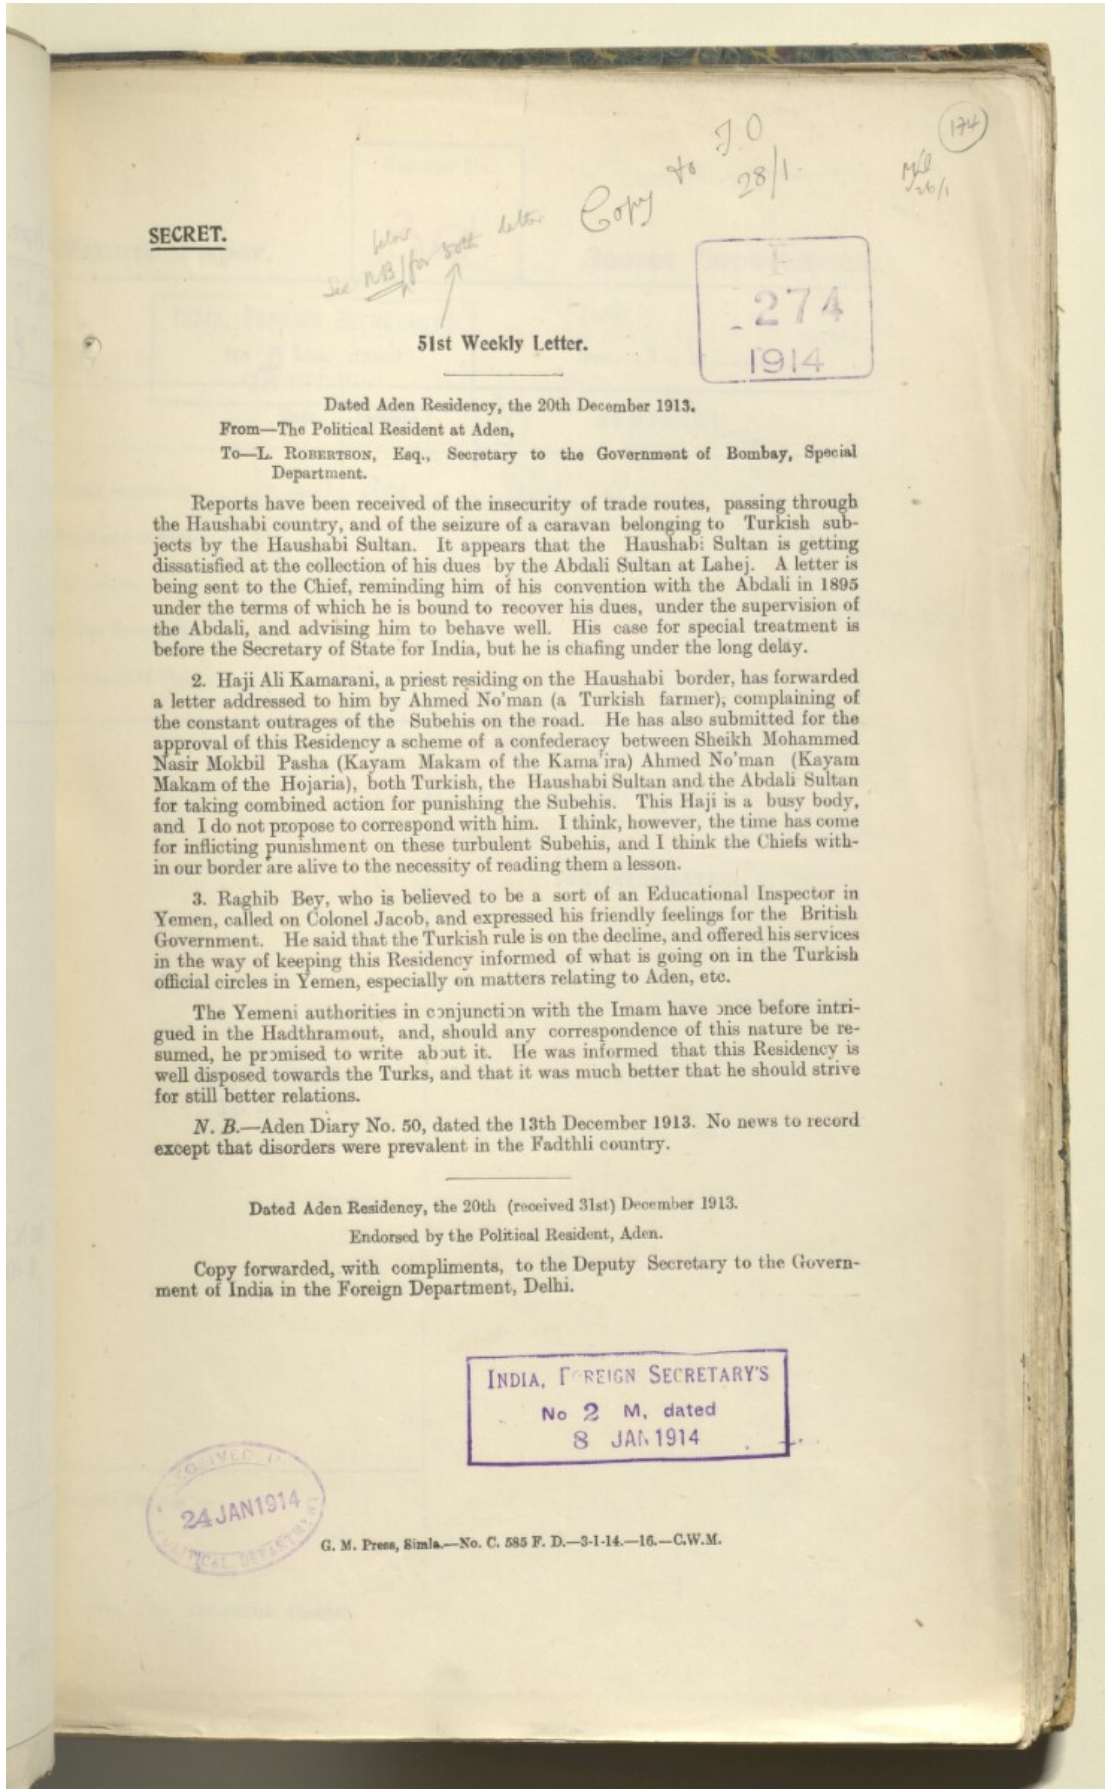 174
Copy to F.O
28/1.
26/1
SECRET.
See NB/ below for 50th letter
P
274
1914
51st Weekly Letter.
Dated Aden Residency, the 20th December 1913.
From—The Political Resident at Aden,
To—L. ROBERTSON, Esq., Secretary to the Government of Bombay, Special
Department.
Reports have been received of the insecurity of trade routes, passing through
the Haushabi country, and of the seizure of a caravan belonging to Turkish sub-
jects by the Haushabi Sultan. It appears that the Haushabi Sultan is getting
dissatisfied at the collection of his dues by the Abdali Sultan at Lahej. A letter is
being sent to the Chief, reminding him of his convention with the Abdali in 1895
under the terms of which he is bound to recover his dues, under the supervision of
the Abdali, and advising him to behave well. His case for special treatment is
before the Secretary of State for India, but he is chafing under the long delay.
2. Haji Ali Kamarani, a priest residing on the Haushabi border, has forwarded
a letter addressed to him by Ahmed No'man (a Turkish farmer), complaining of
the constant outrages of the Subehis on the road. He has also submitted for the
approval of this Residency a scheme of a confederacy between Sheikh Mohammed
Nasir Mokbil Pasha (Kayam Makam of the Kama'ira) Ahmed No'man (Kayam
Makam of the Hojaria), both Turkish, the Haushabi Sultan and the Abdali Sultan
for taking combined action for punishing the Subehis. This Haji is a busy body,
and I do not propose to correspond with him. I think, however, the time has come
for inflicting punishment on these turbulent Subehis, and I think the Chiefs with-
in our border are alive to the necessity of reading them a lesson.
3. Raghib Bey, who is believed to be a sort of an Educational Inspector in
Yemen, called on Colonel Jacob, and expressed his friendly feelings for the British
Government. He said that the Turkish rule is on the decline, and offered his services
in the way of keeping this Residency informed of what is going on in the Turkish
official circles in Yemen, especially on matters relating to Aden, etc.
The Yemeni authorities in conjunction with the Imam have once before intri-
gued in the Hadthramout, and, should any correspondence of this nature be re-
sumed, he promised to write about it. He was informed that this Residency is
well disposed towards the Turks, and that it was much better that he should strive
for still better relations.
N. B.—Aden Diary No. 50, dated the 13th December 1913. No news to record
except that disorders were prevalent in the Fadthli country.
Dated Aden Residency, the 20th (received 31st) December 1913.
Endorsed by the Political Resident, Aden.
Copy forwarded, with compliments, to the Deputy Secretary to the Govern-
ment of India in the Foreign Department, Delhi.
INDIA, FOREIGN SECRETARY'S
No 2 M, dated
8 JAN 1914
RECEIVED IN
24 JAN 1914
POLITICAL DEPARTMENT
G. M. Press, Simla.—No. C. 585 F. D.—3-1-14.—16.—C.W.M.